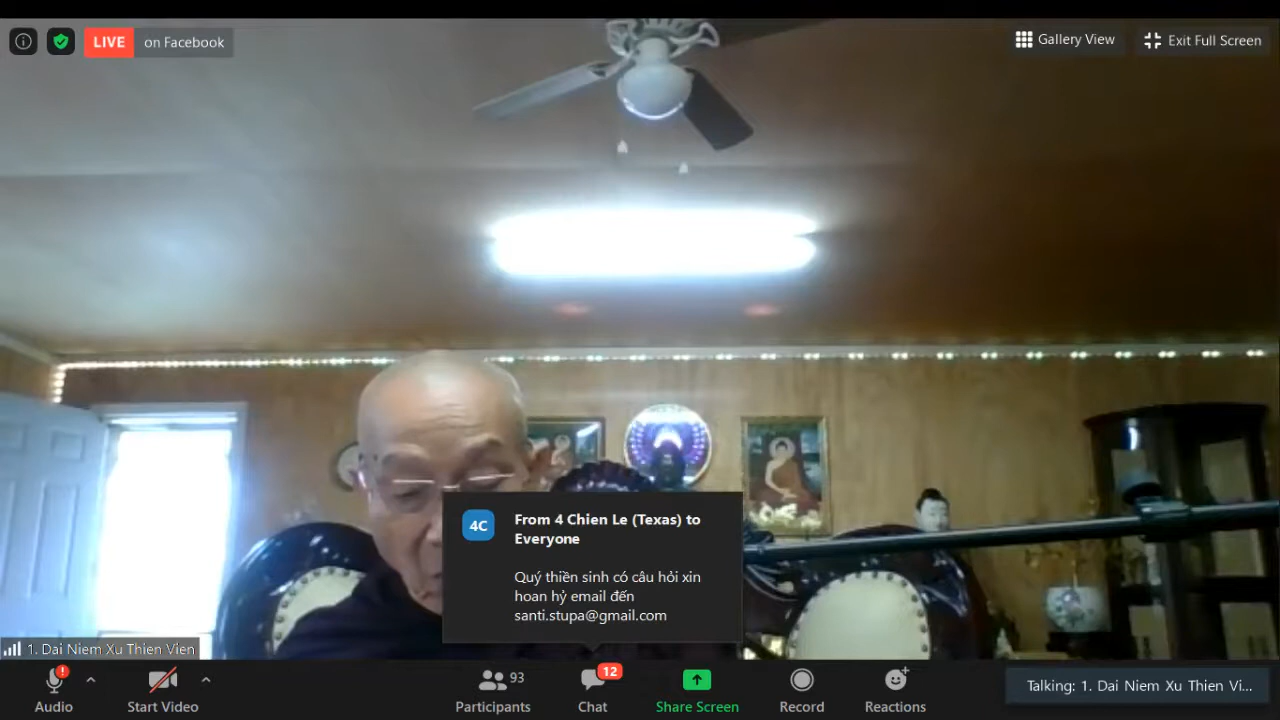 LIVE on Facebook
Gallery View
Exit Full Screen
4C
From 4 Chien Le (Texas) to
Everyone
Quý thiền sinh có câu hỏi xin
hoan hỷ email đến
santi.stupa@gmail.com
1. Dai Niem Xu Thien Vien
Audio
Start Video
93
Participants
12
Chat
Share Screen
Record
Reactions
Talking: 1. Dai Niem Xu Thien Vi...